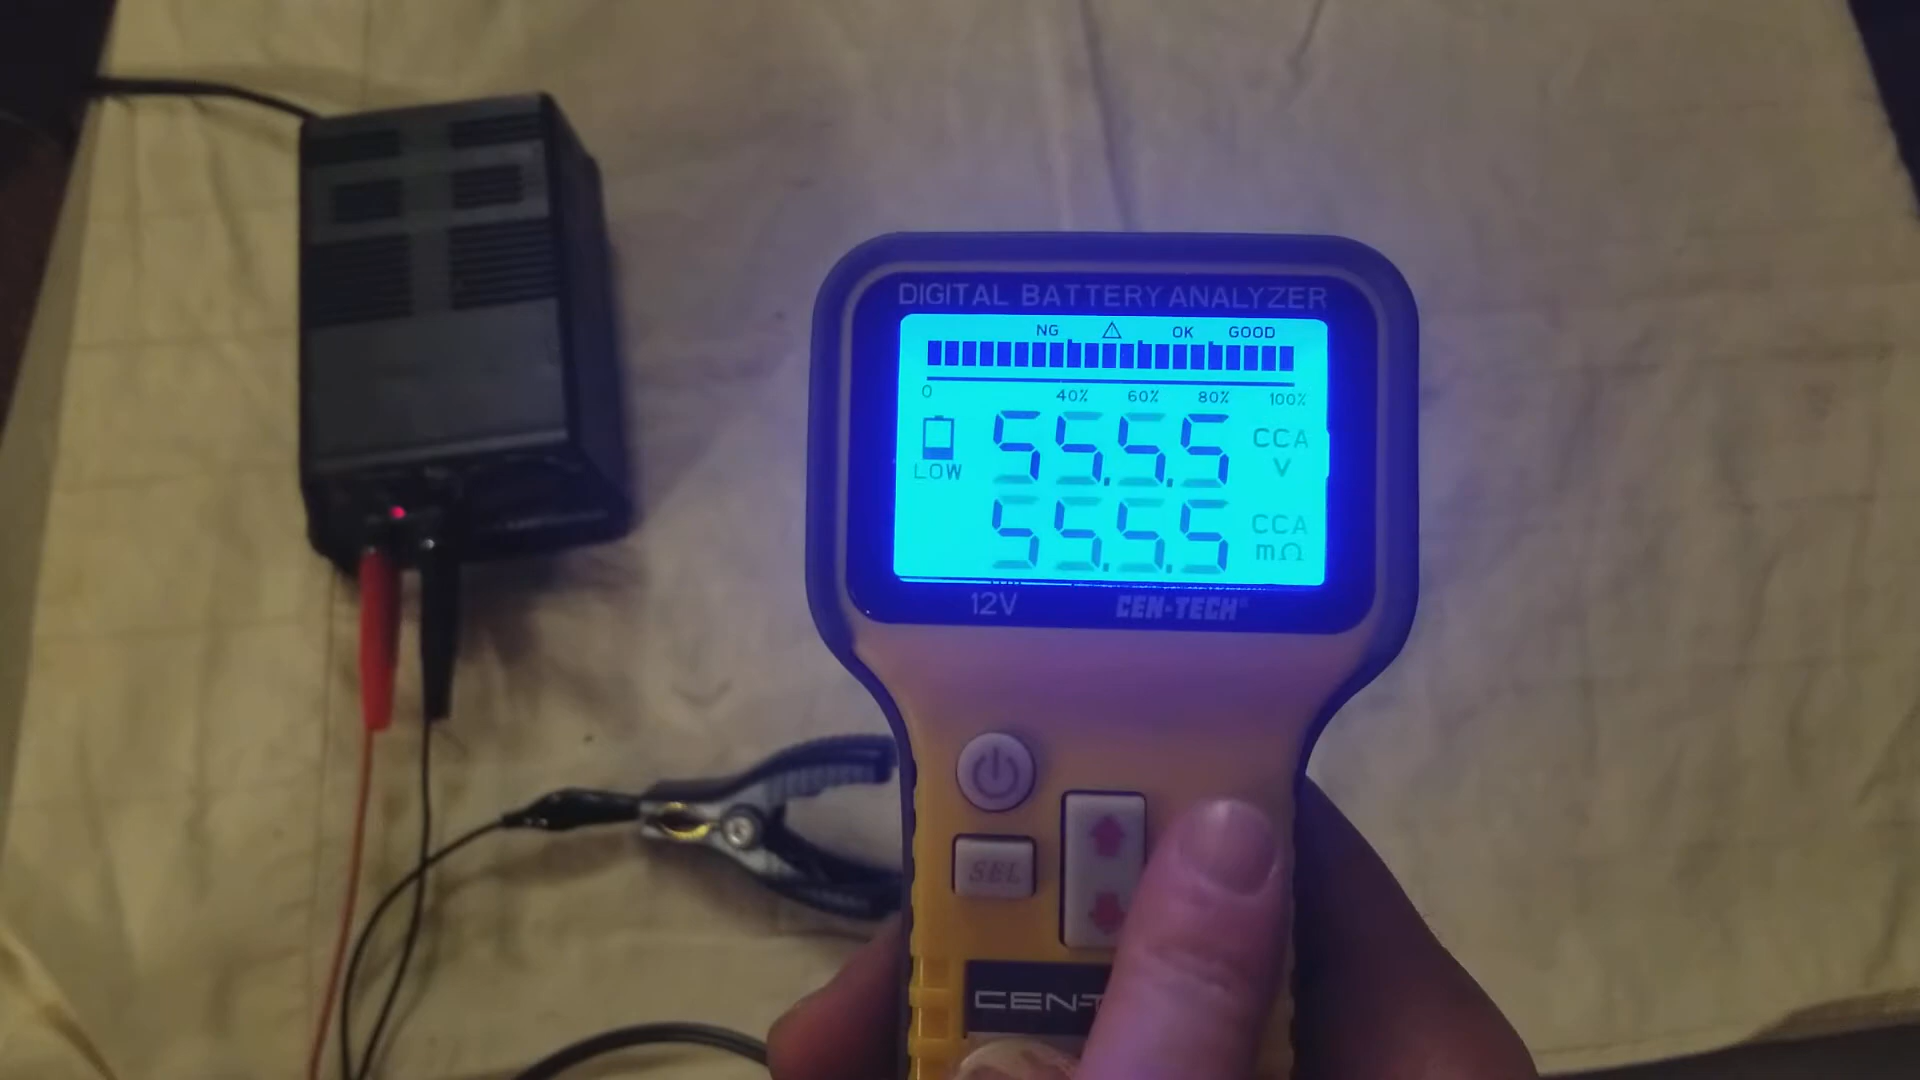 DIGITAL BATTERY ANALYZER
NG ⚠ OK GOOD
0 40% 60% 80% 100%
LOW
55.5.5 CCA
V
55.5.5 CCA
mΩ
12V CEN-TECH®
SEL
CEN-T